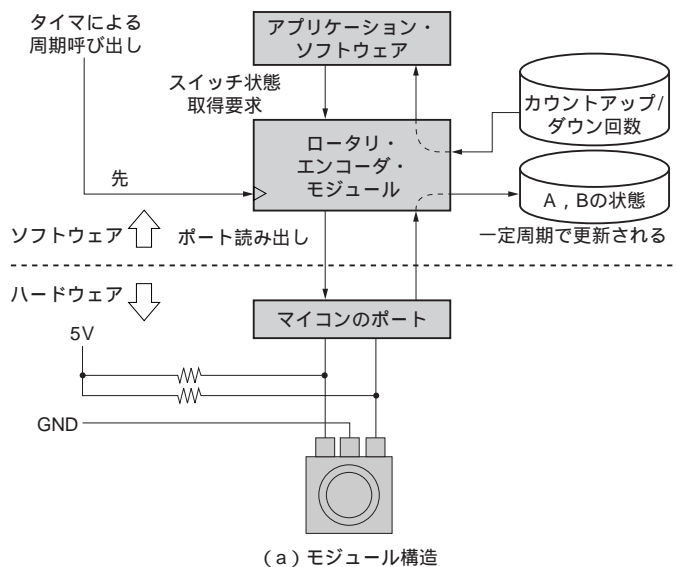 タイマによる
周期呼び出し
アプリケーション・
ソフトウェア
スイッチ状態
取得要求
カウントアップ/
ダウン回数
ロータリ・
エンコーダ・
モジュール
先
A，Bの状態
ソフトウェア
ポート読み出し
一定周期で更新される
ハードウェア
マイコンのポート
5V
GND
（a）モジュール構造